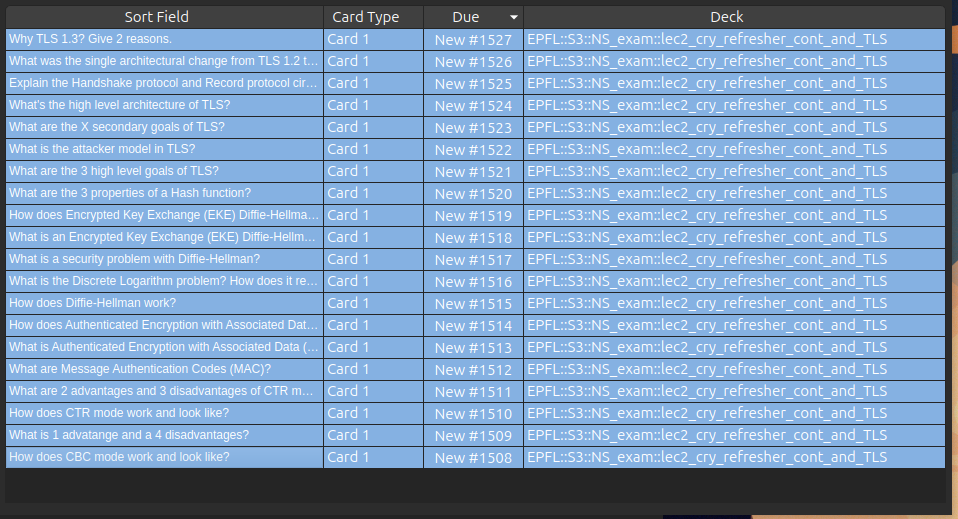 Sort Field Card Type Due Deck
Why TLS 1.3? Give 2 reasons. Card 1 New #1527 EPFL::S3::NS_exam::lec2_cry_refresher_cont_and_TLS
What was the single architectural change from TLS 1.2 t... Card 1 New #1526 EPFL::S3::NS_exam::lec2_cry_refresher_cont_and_TLS
Explain the Handshake protocol and Record protocol cir... Card 1 New #1525 EPFL::S3::NS_exam::lec2_cry_refresher_cont_and_TLS
What's the high level architecture of TLS? Card 1 New #1524 EPFL::S3::NS_exam::lec2_cry_refresher_cont_and_TLS
What are the X secondary goals of TLS? Card 1 New #1523 EPFL::S3::NS_exam::lec2_cry_refresher_cont_and_TLS
What is the attacker model in TLS? Card 1 New #1522 EPFL::S3::NS_exam::lec2_cry_refresher_cont_and_TLS
What are the 3 high level goals of TLS? Card 1 New #1521 EPFL::S3::NS_exam::lec2_cry_refresher_cont_and_TLS
What are the 3 properties of a Hash function? Card 1 New #1520 EPFL::S3::NS_exam::lec2_cry_refresher_cont_and_TLS
How does Encrypted Key Exchange (EKE) Diffie-Hellma... Card 1 New #1519 EPFL::S3::NS_exam::lec2_cry_refresher_cont_and_TLS
What is an Encrypted Key Exchange (EKE) Diffie-Hellm... Card 1 New #1518 EPFL::S3::NS_exam::lec2_cry_refresher_cont_and_TLS
What is a security problem with Diffie-Hellman? Card 1 New #1517 EPFL::S3::NS_exam::lec2_cry_refresher_cont_and_TLS
What is the Discrete Logarithm problem? How does it re... Card 1 New #1516 EPFL::S3::NS_exam::lec2_cry_refresher_cont_and_TLS
How does Diffie-Hellman work? Card 1 New #1515 EPFL::S3::NS_exam::lec2_cry_refresher_cont_and_TLS
How does Authenticated Encryption with Associated Dat... Card 1 New #1514 EPFL::S3::NS_exam::lec2_cry_refresher_cont_and_TLS
What is Authenticated Encryption with Associated Data (... Card 1 New #1513 EPFL::S3::NS_exam::lec2_cry_refresher_cont_and_TLS
What are Message Authentication Codes (MAC)? Card 1 New #1512 EPFL::S3::NS_exam::lec2_cry_refresher_cont_and_TLS
What are 2 advantages and 3 disadvantages of CTR m... Card 1 New #1511 EPFL::S3::NS_exam::lec2_cry_refresher_cont_and_TLS
How does CTR mode work and look like? Card 1 New #1510 EPFL::S3::NS_exam::lec2_cry_refresher_cont_and_TLS
What is 1 advatange and a 4 disadvantages? Card 1 New #1509 EPFL::S3::NS_exam::lec2_cry_refresher_cont_and_TLS
How does CBC mode work and look like? Card 1 New #1508 EPFL::S3::NS_exam::lec2_cry_refresher_cont_and_TLS